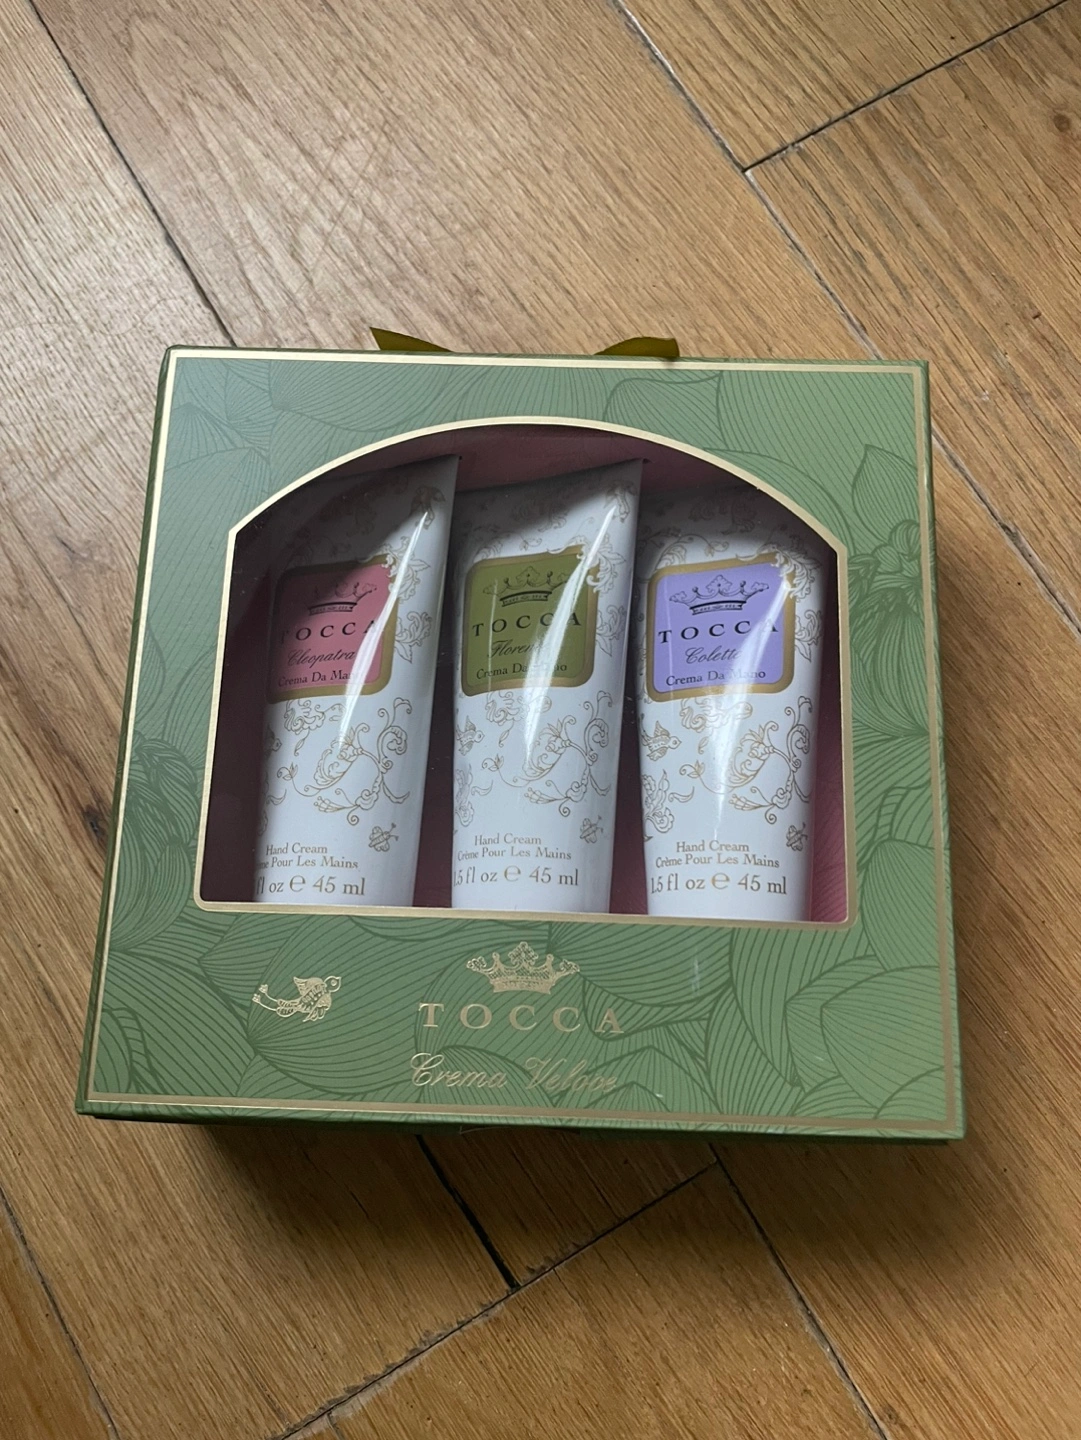 TOCCA
Cleopatra
Crema Da Mano
Hand Cream
Crème Pour Les Mains
fl oz e 45 ml
TOCCA
Crema Da Mano
Hand Cream
Crème Pour Les Mains
1.5 fl oz e 45 ml
TOCCA
Colette
Crema Da Mano
Hand Cream
Crème Pour Les Mains
1.5 fl oz e 45 ml
TOCCA
Crema Veloce